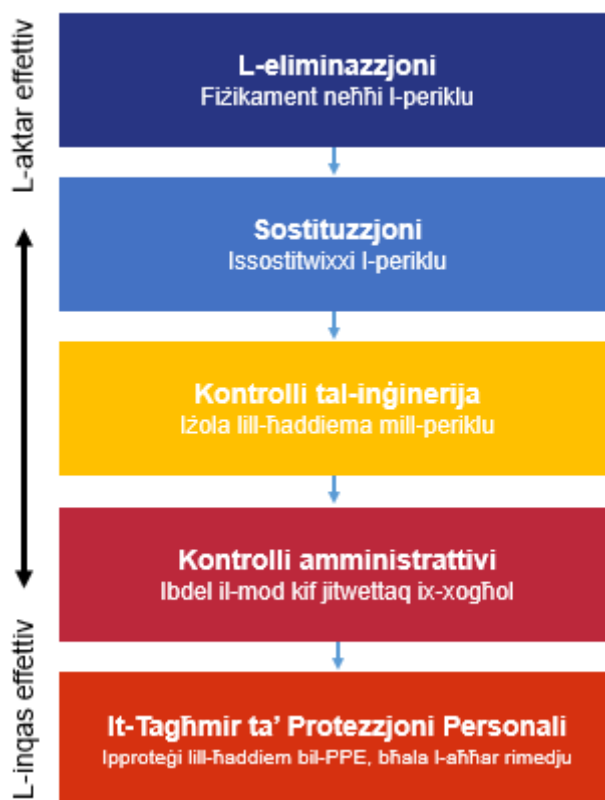 L-aktar effettiv
L-inqas effettiv
L-eliminazzjoni
Fiżikament neħħi l-periklu
Sostituzzjoni
Issostitwixxi l-periklu
Kontrolli tal-inġinerija
Iżola lill-ħaddiema mill-periklu
Kontrolli amministrattivi
Ibdel il-mod kif jitwettaq ix-xogħol
It-Tagħmir ta’ Protezzjoni Personali
Ipproteġi lill-ħaddiem bil-PPE, bħala l-aħħar rimedju